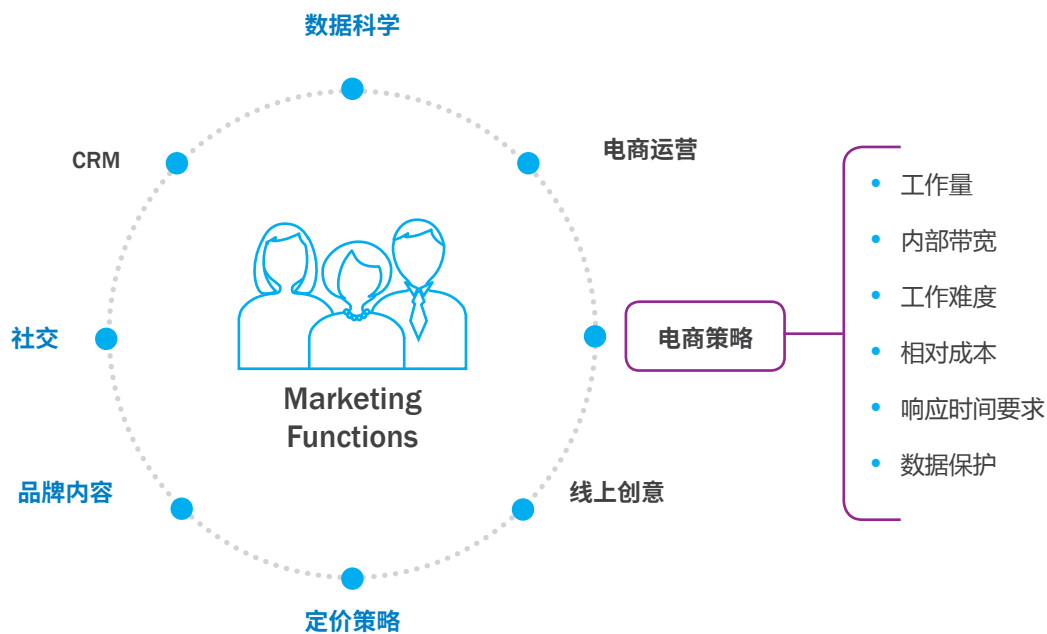 数据科学
CRM
电商运营
社交
Marketing
Functions
电商策略
品牌内容
线上创意
定价策略
工作量
内部带宽
工作难度
相对成本
响应时间要求
数据保护